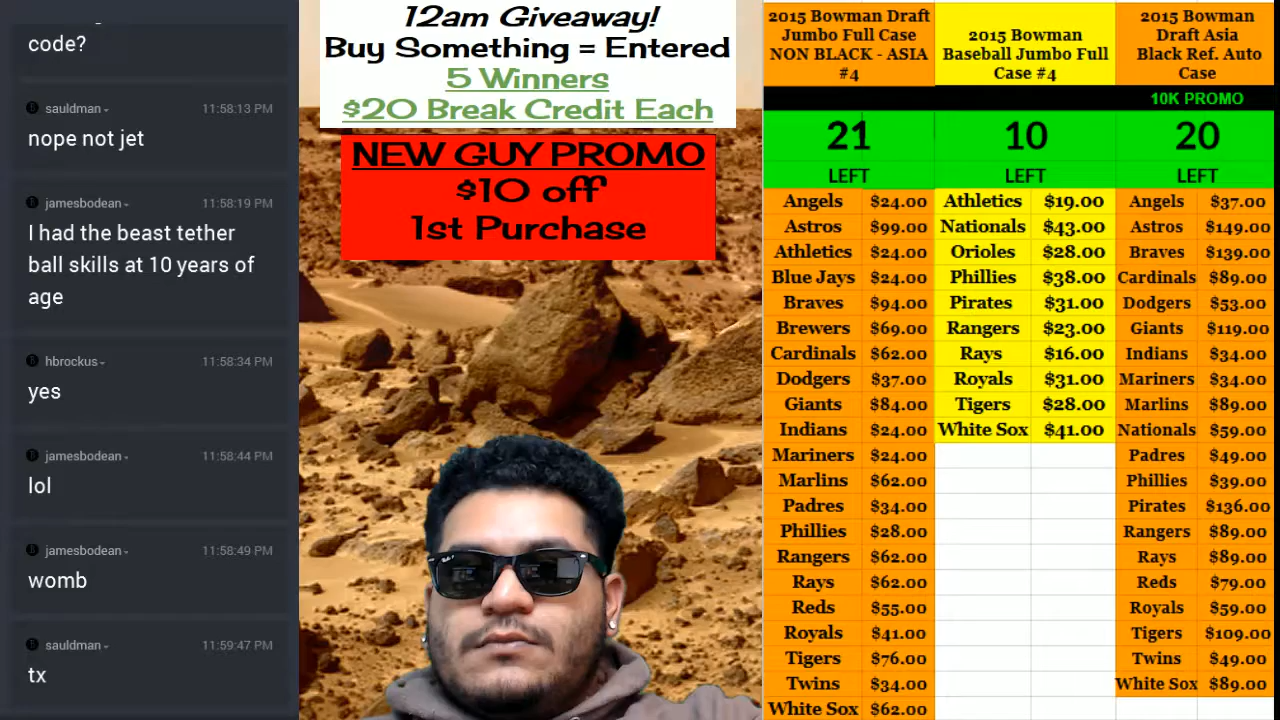 code?
sauldman 11:58:13 PM
nope not jet
jamesbodean 11:58:19 PM
I had the beast tether
ball skills at 10 years of
age
hbrockus 11:58:34 PM
yes
jamesbodean 11:58:44 PM
lol
jamesbodean 11:58:49 PM
womb
sauldman 11:59:47 PM
tx
12am Giveaway!
Buy Something = Entered
5 Winners
$20 Break Credit Each
NEW GUY PROMO
$10 off
1st Purchase
2015 Bowman Draft
Jumbo Full Case
NON BLACK - ASIA
#4
21
LEFT
Angels $24.00
Astros $99.00
Athletics $24.00
Blue Jays $24.00
Braves $94.00
Brewers $69.00
Cardinals $62.00
Dodgers $37.00
Giants $84.00
Indians $24.00
Mariners $24.00
Marlins $62.00
Padres $34.00
Phillies $28.00
Rangers $62.00
Rays $62.00
Reds $55.00
Royals $41.00
Tigers $76.00
Twins $34.00
White Sox $62.00
2015 Bowman
Baseball Jumbo Full
Case #4
10
LEFT
Athletics $19.00
Nationals $43.00
Orioles $28.00
Phillies $38.00
Pirates $31.00
Rangers $23.00
Rays $16.00
Royals $31.00
Tigers $28.00
White Sox $41.00
2015 Bowman
Draft Asia
Black Ref. Auto
Case
10K PROMO
20
LEFT
Angels $37.00
Astros $149.00
Braves $139.00
Cardinals $89.00
Dodgers $53.00
Giants $119.00
Indians $34.00
Mariners $34.00
Marlins $89.00
Nationals $59.00
Padres $49.00
Phillies $39.00
Pirates $136.00
Rangers $89.00
Rays $89.00
Reds $79.00
Royals $59.00
Tigers $109.00
Twins $49.00
White Sox $89.00